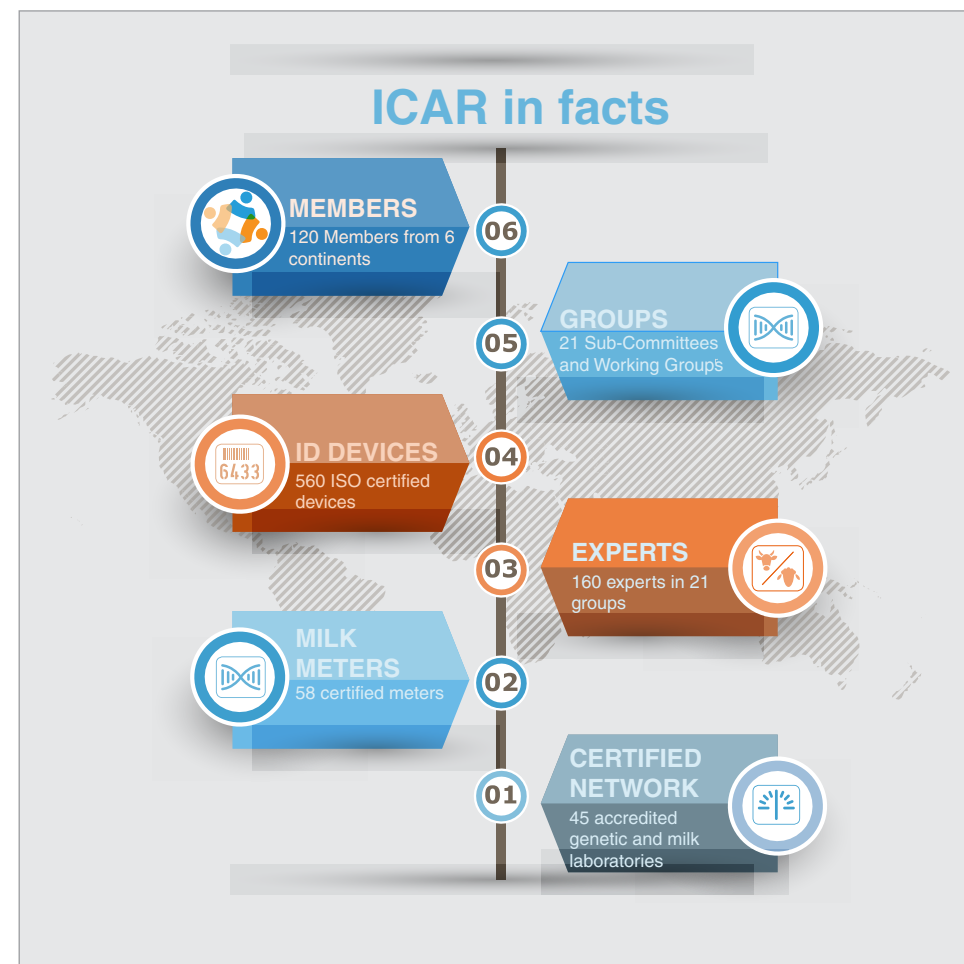 ICAR in facts
MEMBERS
120 Members from 6
continents
06
GROUPS
21 Sub-Committees
and Working Groups
05
ID DEVICES
560 ISO certified
devices
6433
04
EXPERTS
160 experts in 21
groups
03
MILK
METERS
58 certified meters
02
CERTIFIED
NETWORK
45 accredited
genetic and milk
laboratories
01